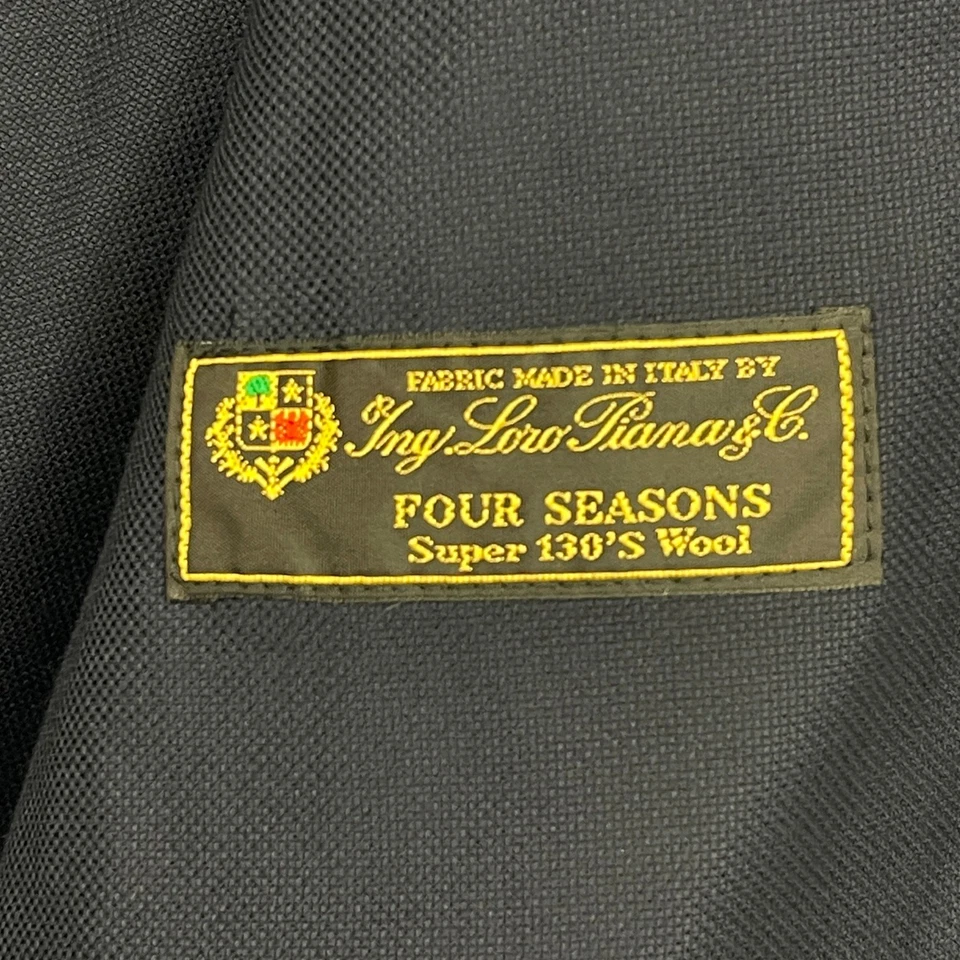 FABRIC MADE IN ITALY BY
Ing. Loro Piana & C.
FOUR SEASONS
Super 130'S Wool